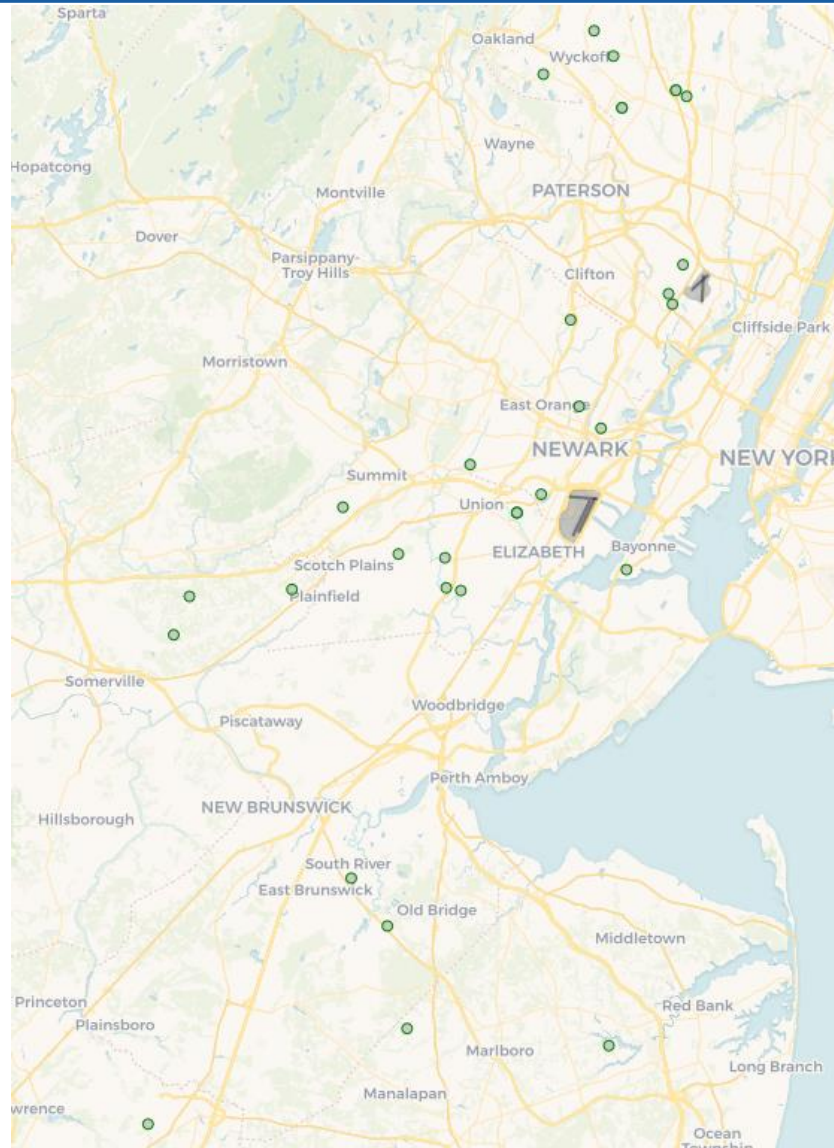 Sparta
Oakland
Wyckoff
Hopatcong
Wayne
Montville
PATERSON
Dover
Parsippany-
Troy Hills
Clifton
Cliffside Park
Morristown
East Orange
NEWARK
NEW YORK
Summit
Union
ELIZABETH
Bayonne
Scotch Plains
Plainfield
Somerville
Woodbridge
Piscataway
Perth Amboy
NEW BRUNSWICK
Hillsborough
South River
East Brunswick
Old Bridge
Middletown
Princeton
Plainsboro
Red Bank
Marlboro
Long Branch
Manalapan
wrence
Ocean